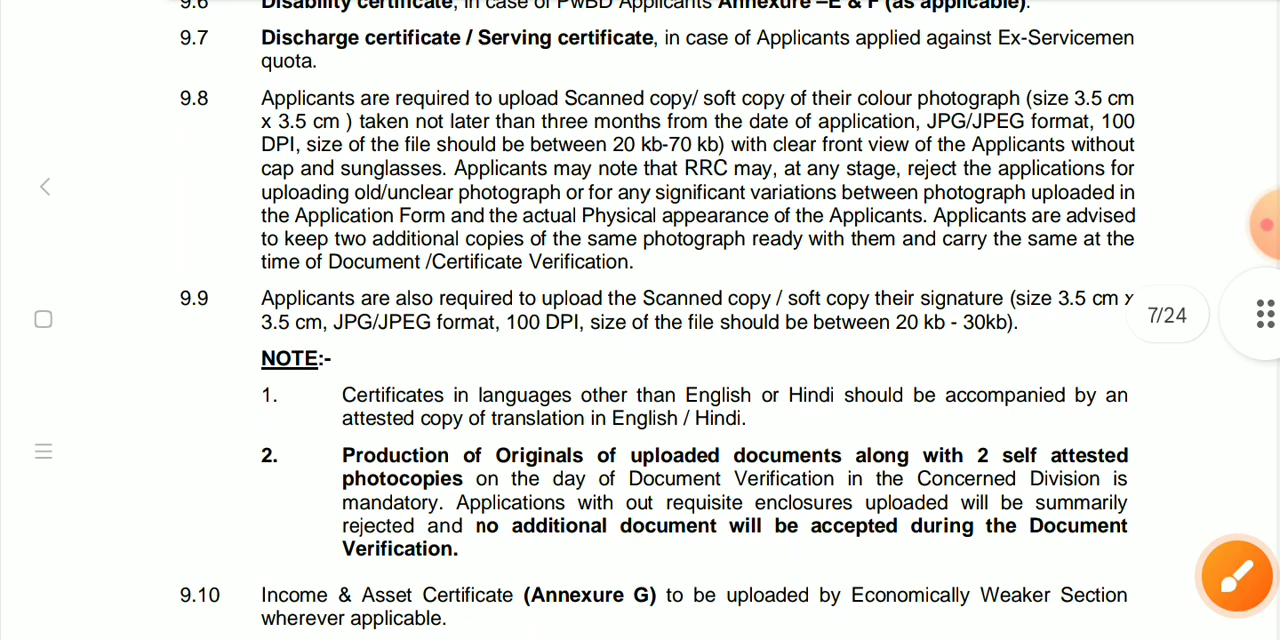 9.6 Disability certificate, in case of PwBD Applicants Annexure –E & F (as applicable).
9.7 Discharge certificate / Serving certificate, in case of Applicants applied against Ex-Servicemen
quota.
9.8 Applicants are required to upload Scanned copy/ soft copy of their colour photograph (size 3.5 cm
x 3.5 cm ) taken not later than three months from the date of application, JPG/JPEG format, 100
DPI, size of the file should be between 20 kb-70 kb) with clear front view of the Applicants without
cap and sunglasses. Applicants may note that RRC may, at any stage, reject the applications for
uploading old/unclear photograph or for any significant variations between photograph uploaded in
the Application Form and the actual Physical appearance of the Applicants. Applicants are advised
to keep two additional copies of the same photograph ready with them and carry the same at the
time of Document /Certificate Verification.
9.9 Applicants are also required to upload the Scanned copy / soft copy their signature (size 3.5 cm x
3.5 cm, JPG/JPEG format, 100 DPI, size of the file should be between 20 kb - 30kb).
7/24
NOTE:-
1. Certificates in languages other than English or Hindi should be accompanied by an
attested copy of translation in English / Hindi.
2. Production of Originals of uploaded documents along with 2 self attested
photocopies on the day of Document Verification in the Concerned Division is
mandatory. Applications with out requisite enclosures uploaded will be summarily
rejected and no additional document will be accepted during the Document
Verification.
9.10 Income & Asset Certificate (Annexure G) to be uploaded by Economically Weaker Section
wherever applicable.